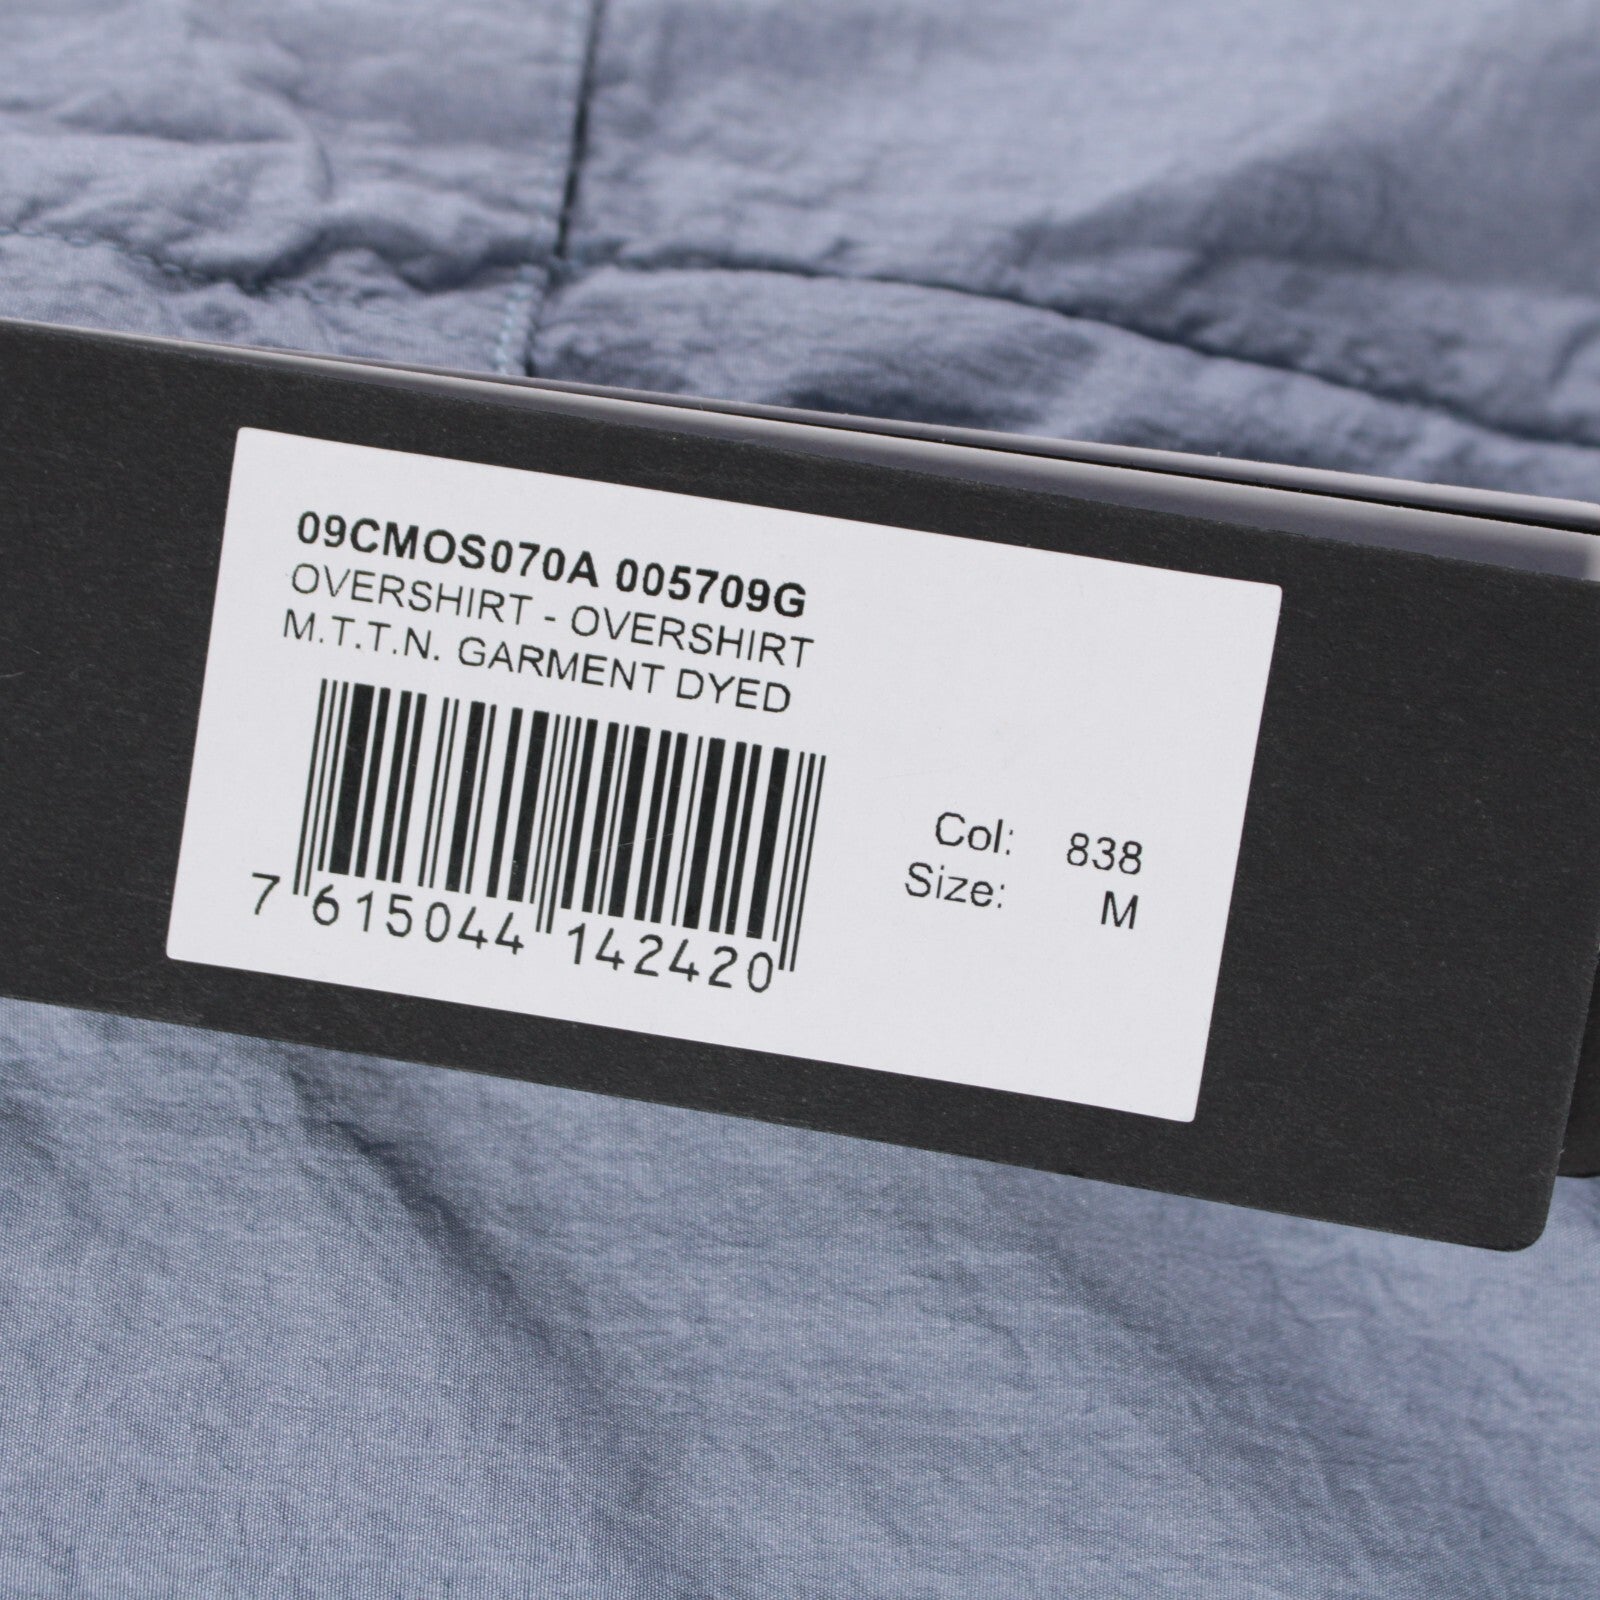 09CMOS070A 005709G
OVERSHIRT - OVERSHIRT
M.T.T.N. GARMENT DYED
Col: 838
Size: M
7 615044 142420